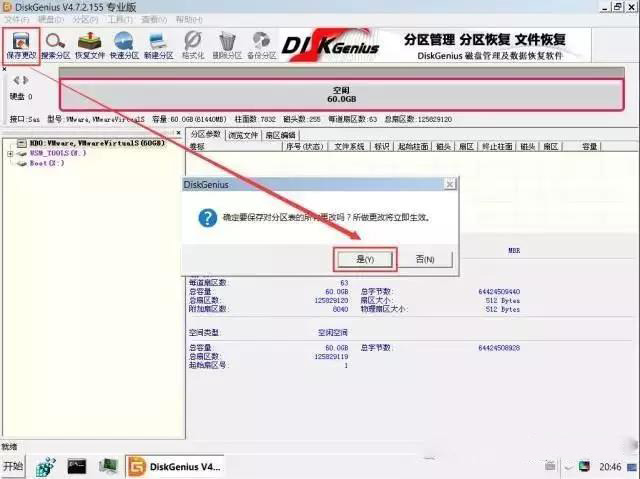 DiskGenius V4.7.2.155 专业版
文件(F) 硬盘(D) 分区(P) 工具(T) 查看(V) 帮助(H)
保存更改 搜索分区 恢复文件 快速分区 新建分区 格式化 删除分区 备份分区
DISKGenius
分区管理 分区恢复 文件恢复
DiskGenius 磁盘管理及数据恢复软件
空闲
60.0GB
硬盘 0
接口:Sas 型号:VMware,VMwareVirtualS 容量:60.0GB(61440MB) 柱面数:7832 磁头数:255 每道扇区数:63 总扇区数:125829120
HD0:VMware,VMwareVirtualS(60GB)
Boot(X:)
分区参数 浏览文件 扇区编辑
卷标 序号(状态) 文件系统 标识 起始柱面 磁头 扇区 终止柱面 磁头 扇区 容量
DiskGenius
确定要保存对分区表的所有更改吗？所做更改将立即生效。
是(Y) 否(N)
MBR
每道扇区数: 63
总容量: 60.0GB 总字节数: 64424509440
总扇区数: 125829120 扇区大小: 512 Bytes
附加扇区数: 8040 物理扇区大小: 512 Bytes
空间类型: 空闲空间
总容量: 60.0GB 总字节数: 64424508928
总扇区数: 125829119
起始扇区号: 1
就绪
开始 DiskGenius V4... 20:46